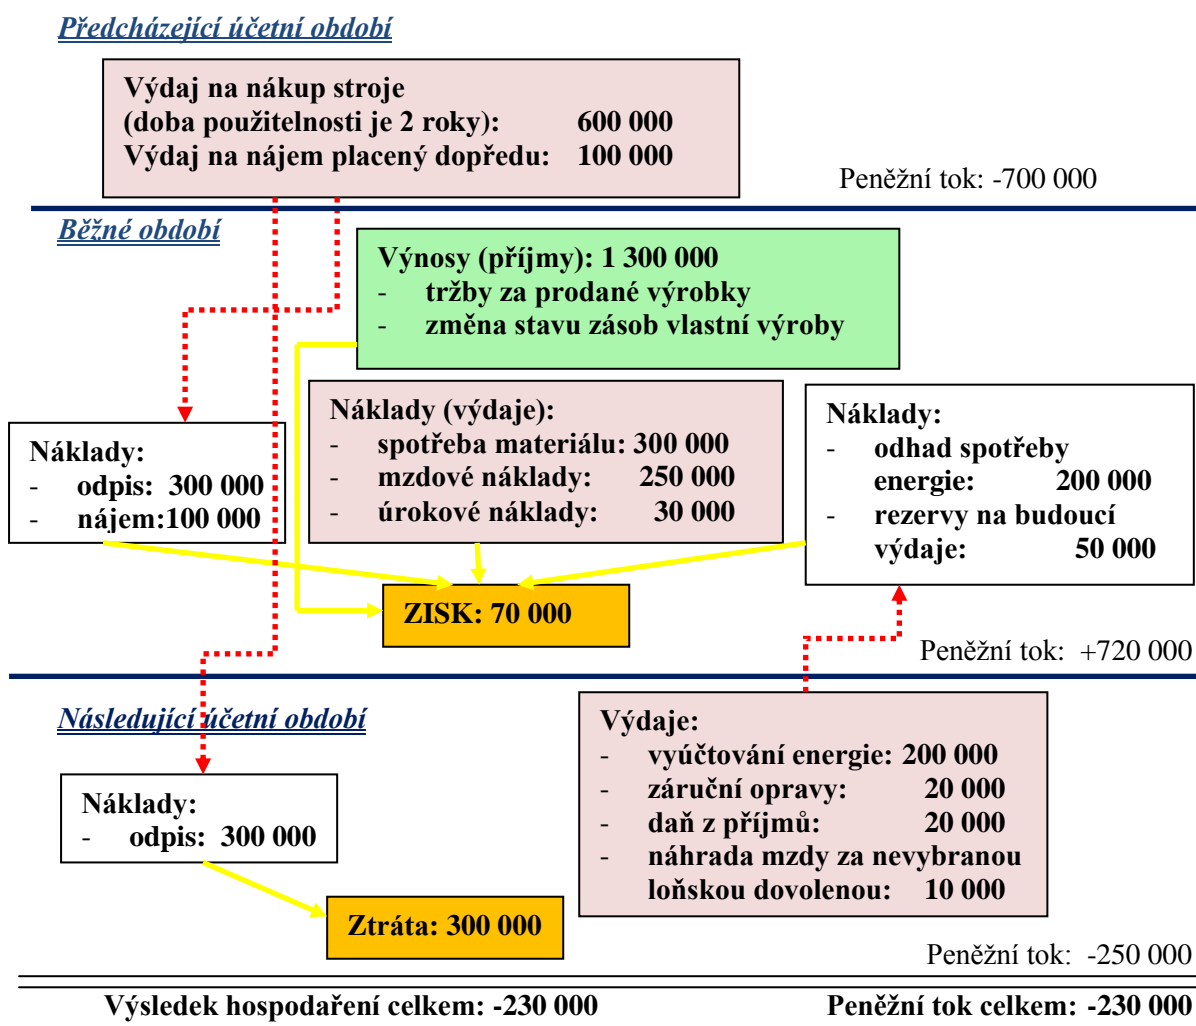 Předcházející účetní období
Výdaj na nákup stroje
(doba použitelnosti je 2 roky): 600 000
Výdaj na nájem placený dopředu: 100 000
Peněžní tok: -700 000
Běžné období
Výnosy (příjmy): 1 300 000
- tržby za prodané výrobky
- změna stavu zásob vlastní výroby
Náklady:
- odpis: 300 000
- nájem:100 000
Náklady (výdaje):
- spotřeba materiálu: 300 000
- mzdové náklady: 250 000
- úrokové náklady: 30 000
Náklady:
- odhad spotřeby
energie: 200 000
- rezervy na budoucí
výdaje: 50 000
ZISK: 70 000
Peněžní tok: +720 000
Následující účetní období
Náklady:
- odpis: 300 000
Ztráta: 300 000
Výdaje:
- vyúčtování energie: 200 000
- záruční opravy: 20 000
- daň z příjmů: 20 000
- náhrada mzdy za nevybranou
loňskou dovolenou: 10 000
Peněžní tok: -250 000
Výsledek hospodaření celkem: -230 000
Peněžní tok celkem: -230 000